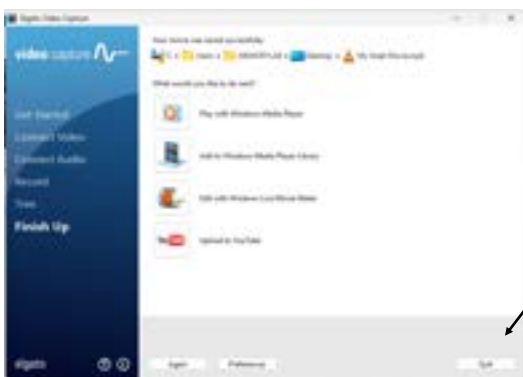 Elgato Video Capture
video capture
Your movie was saved successfully.
What would you like to do next?
Get Started
Connect Video
Connect Audio
Record
Trim
Finish Up
Play with Windows Media Player
Add to Windows Media Player Library
Edit with Windows Live Movie Maker
You Tube
Upload to YouTube
elgato
Again
Preferences
Quit